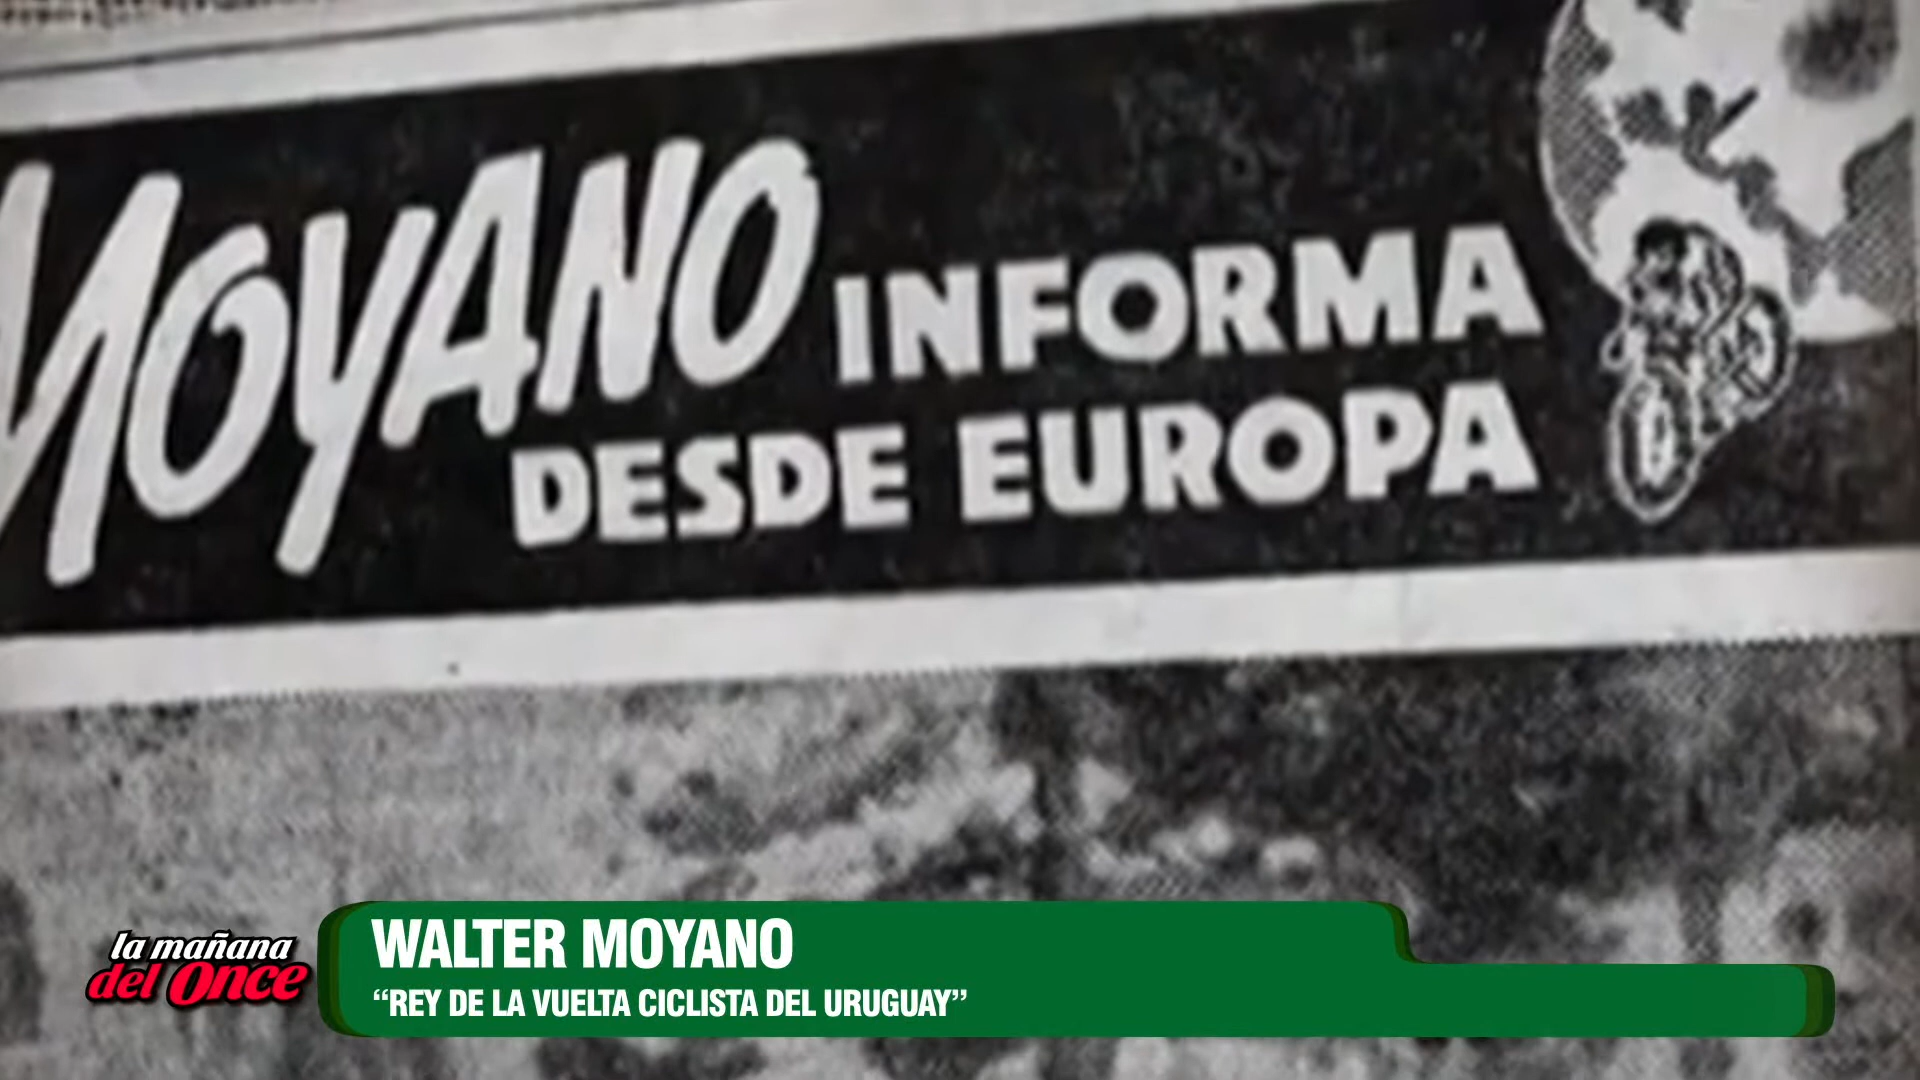 MOYANO INFORMA
DESDE EUROPA
la mañana
del Once
WALTER MOYANO
“REY DE LA VUELTA CICLISTA DEL URUGUAY”